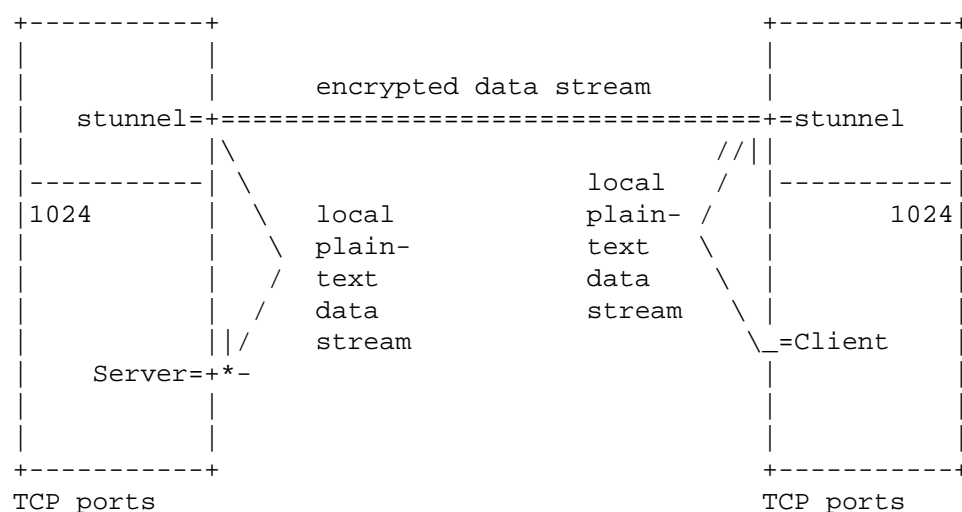 encrypted data stream
stunnel= =stunnel
local
1024 local plain- 1024
plain- text
text data
data stream
stream =Client
Server=
TCP ports TCP ports